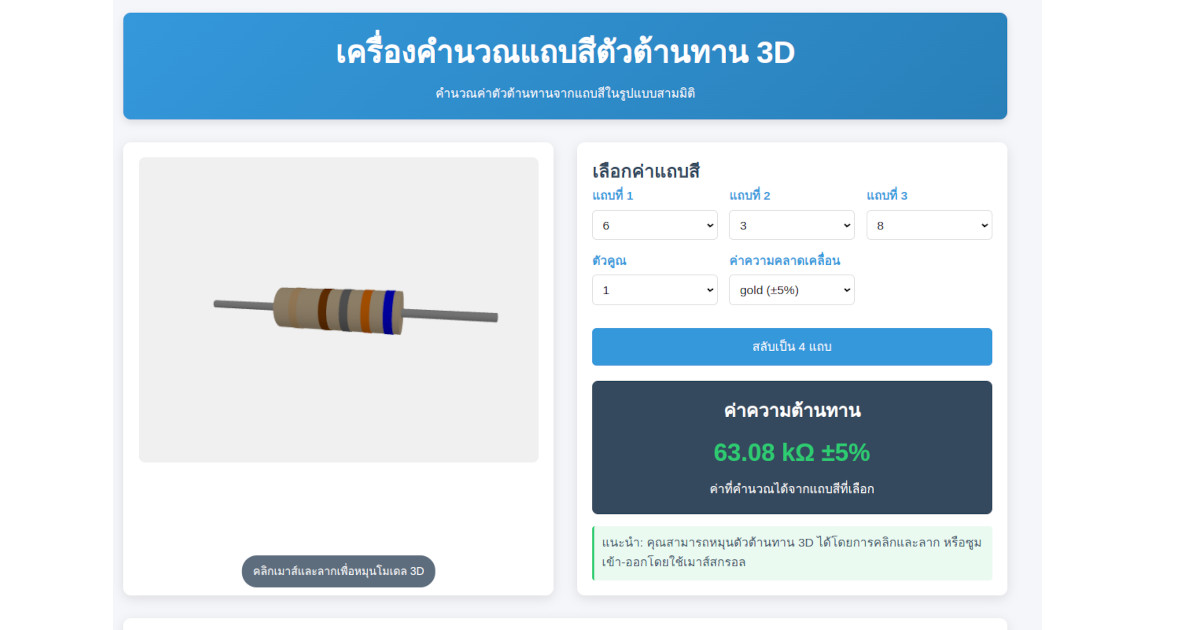 เครื่องคำนวณแถบสีตัวต้านทาน 3D
คำนวณค่าตัวต้านทานจากแถบสีในรูปแบบสามมิติ
คลิกเมาส์และลากเพื่อหมุนโมเดล 3D
เลือกค่าแถบสี
แถบที่ 1
แถบที่ 2
แถบที่ 3
6
3
8
ตัวคูณ
ค่าความคลาดเคลื่อน
1
gold (±5%)
สลับเป็น 4 แถบ
ค่าความต้านทาน
63.08 kΩ ±5%
ค่าที่คำนวณได้จากแถบสีที่เลือก
แนะนำ: คุณสามารถหมุนตัวต้านทาน 3D ได้โดยการคลิกและลาก หรือซูม
เข้า-ออกโดยใช้เมาส์สกรอล